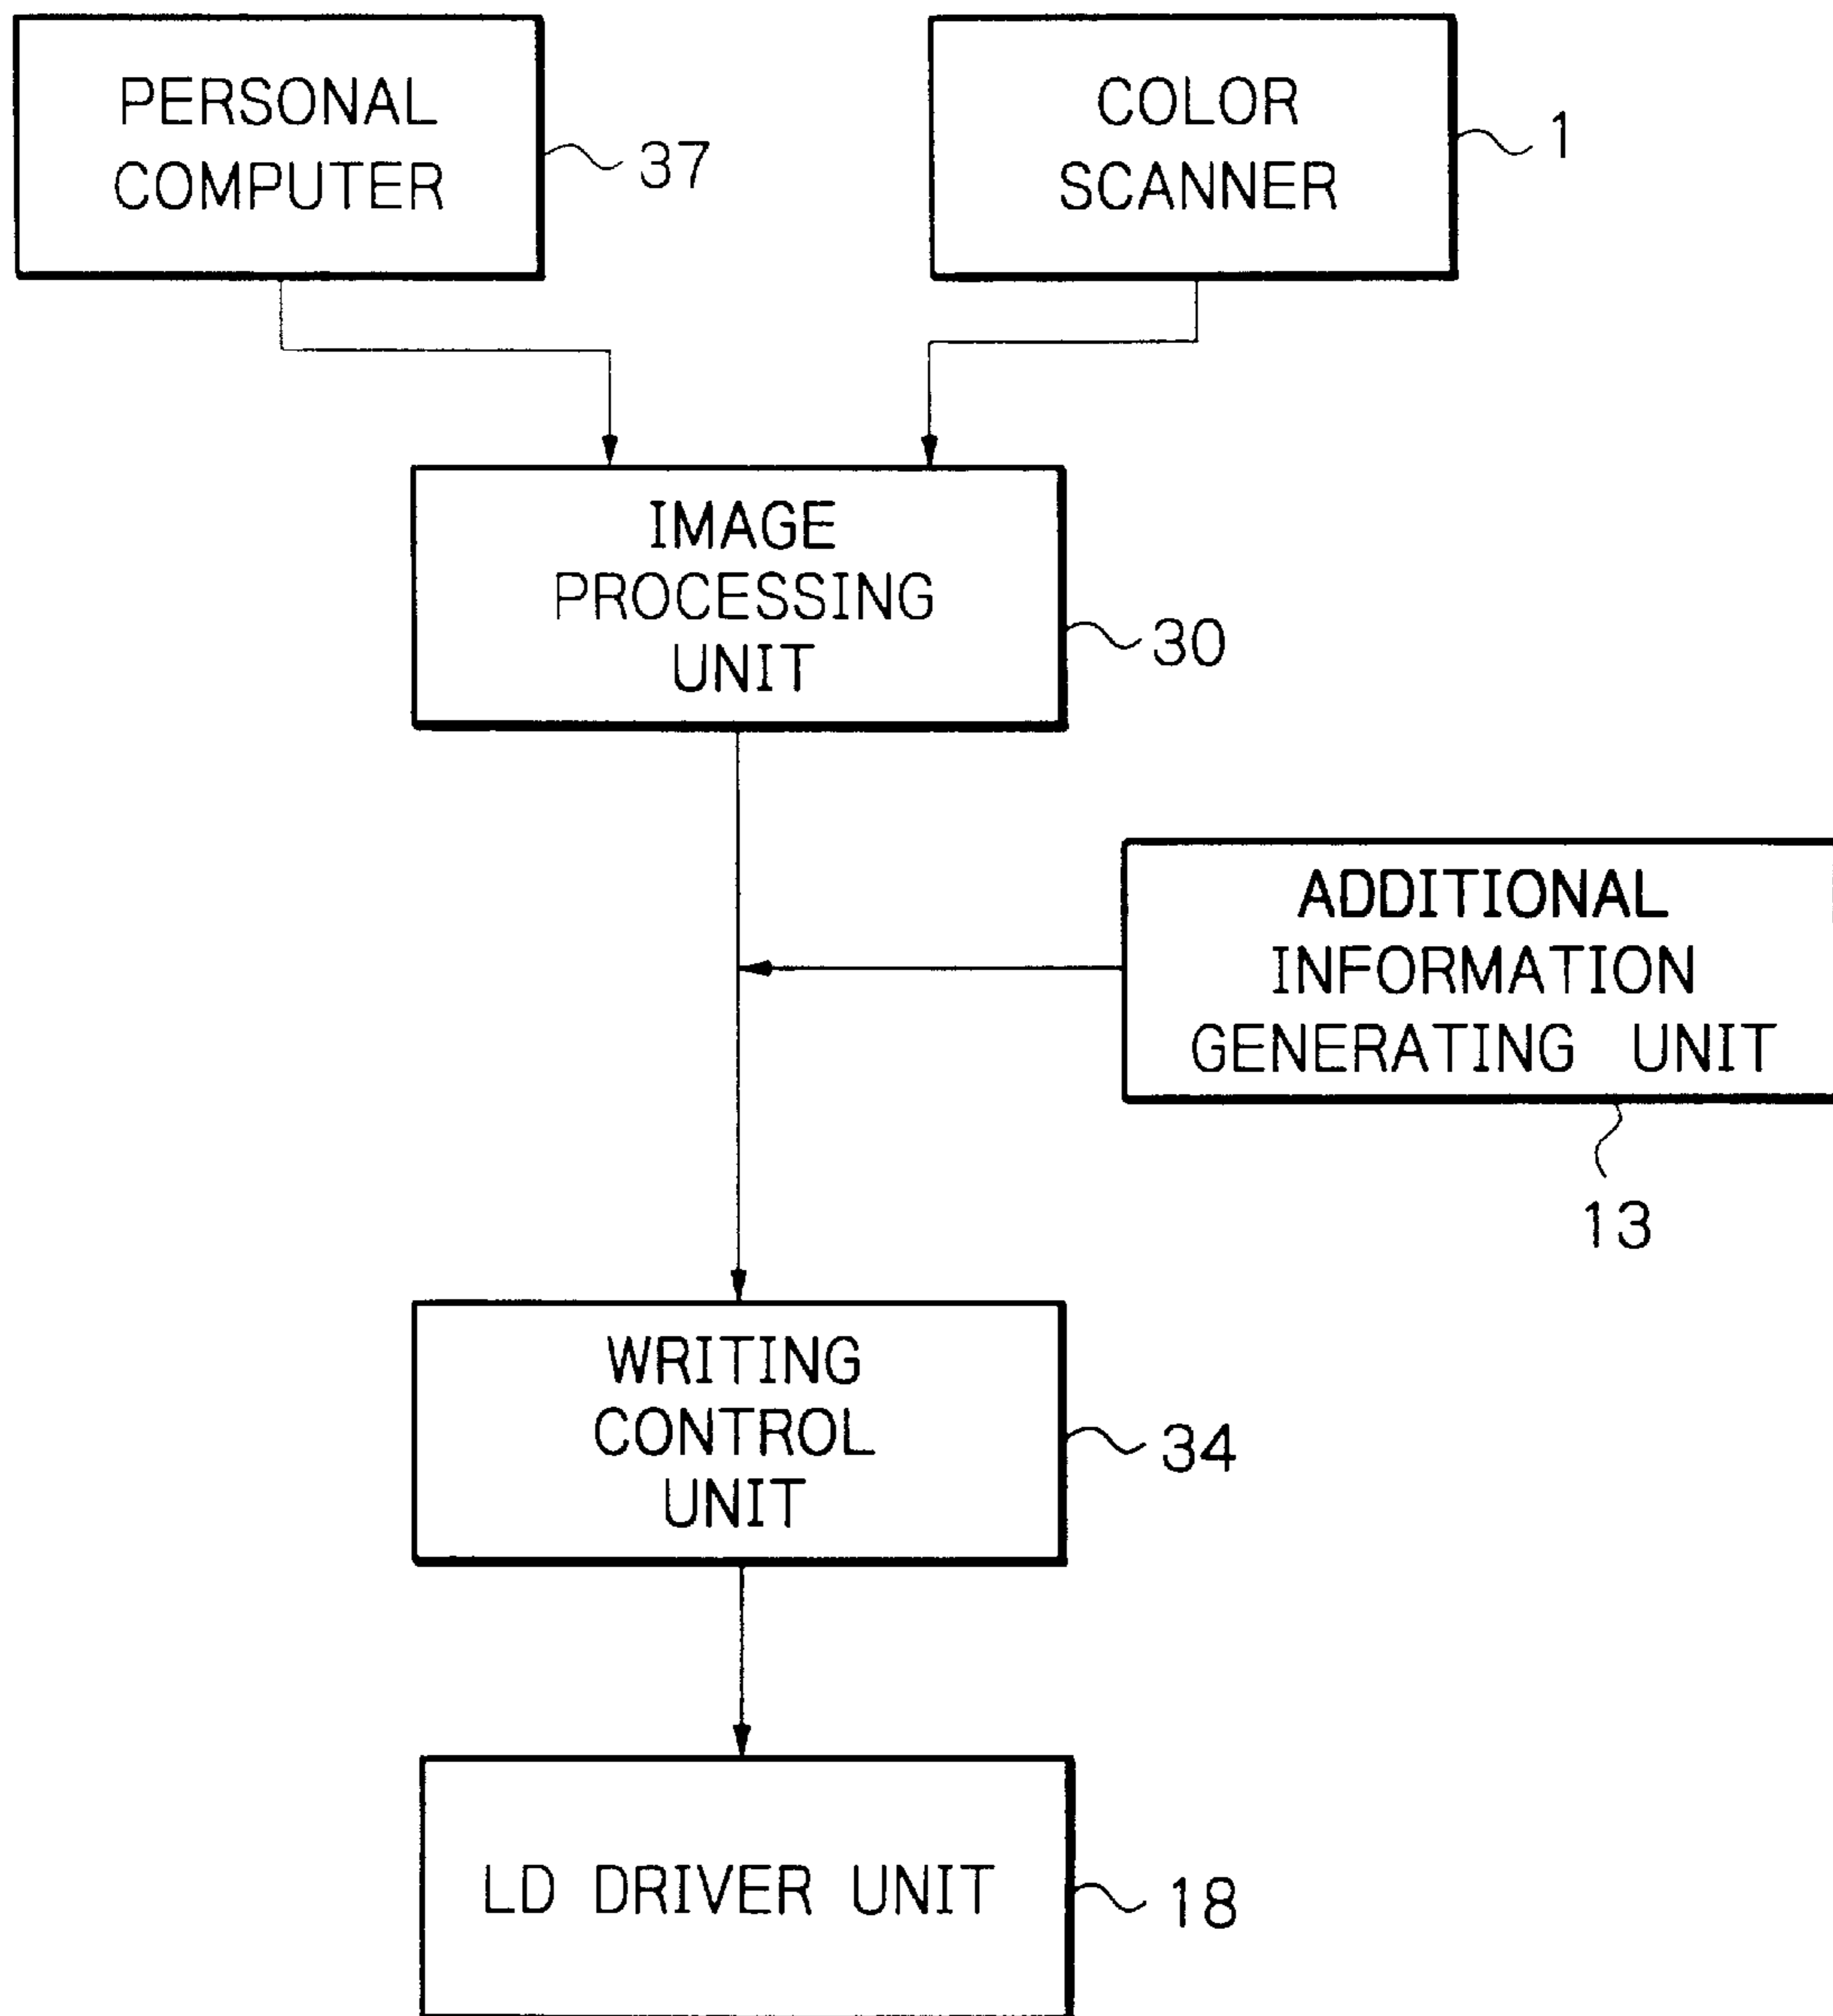 PERSONAL
COMPUTER
37
COLOR
SCANNER
1
IMAGE
PROCESSING
UNIT
30
ADDITIONAL
INFORMATION
GENERATING UNIT
13
WRITING
CONTROL
UNIT
34
LD DRIVER UNIT
18